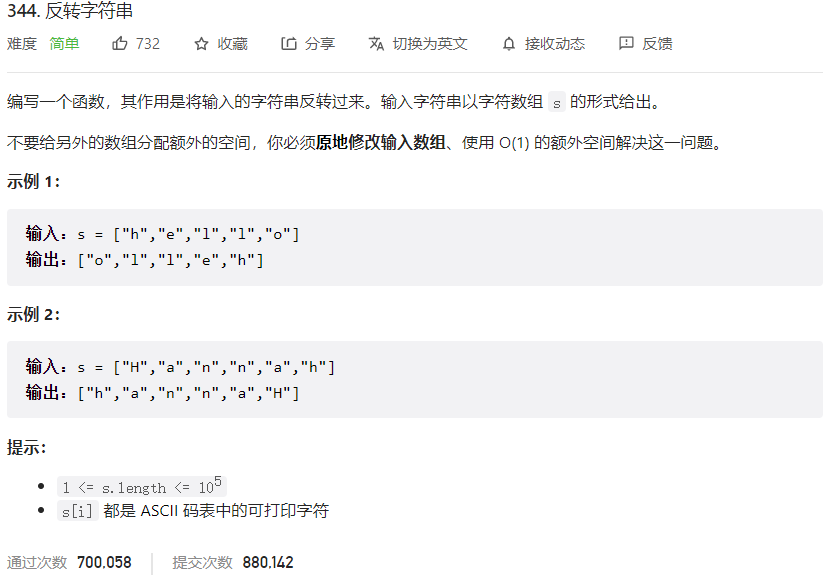 344. 反转字符串
难度 简单 732 收藏 分享 切换为英文 接收动态 反馈
编写一个函数，其作用是将输入的字符串反转过来。输入字符串以字符数组 s 的形式给出。
不要给另外的数组分配额外的空间，你必须原地修改输入数组、使用 O(1) 的额外空间解决这一问题。
示例 1：
输入：s = ["h","e","l","l","o"]
输出：["o","l","l","e","h"]
示例 2：
输入：s = ["H","a","n","n","a","h"]
输出：["h","a","n","n","a","H"]
提示：
1 <= s.length <= 10⁵
s[i] 都是 ASCII 码表中的可打印字符
通过次数 700,058 提交次数 880,142